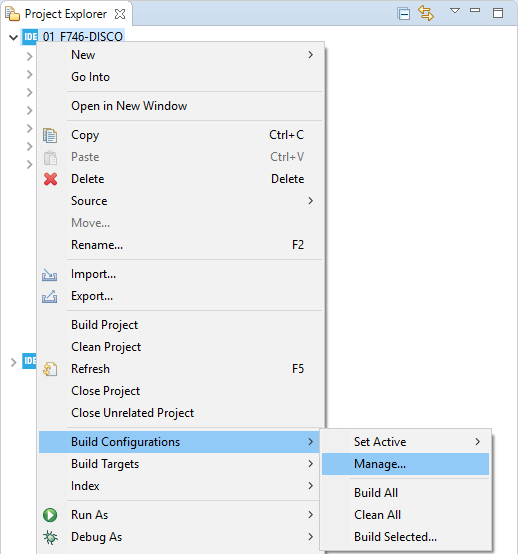 Project Explorer
IDE 01_F746-DISCO
New
Go Into
Open in New Window
Copy Ctrl+C
Paste Ctrl+V
Delete Delete
Source
Move...
Rename... F2
Import...
Export...
Build Project
Clean Project
IDE
Refresh F5
Close Project
Close Unrelated Project
Build Configurations
Set Active
Build Targets
Manage...
Index
Build All
Run As
Clean All
Debug As
Build Selected...